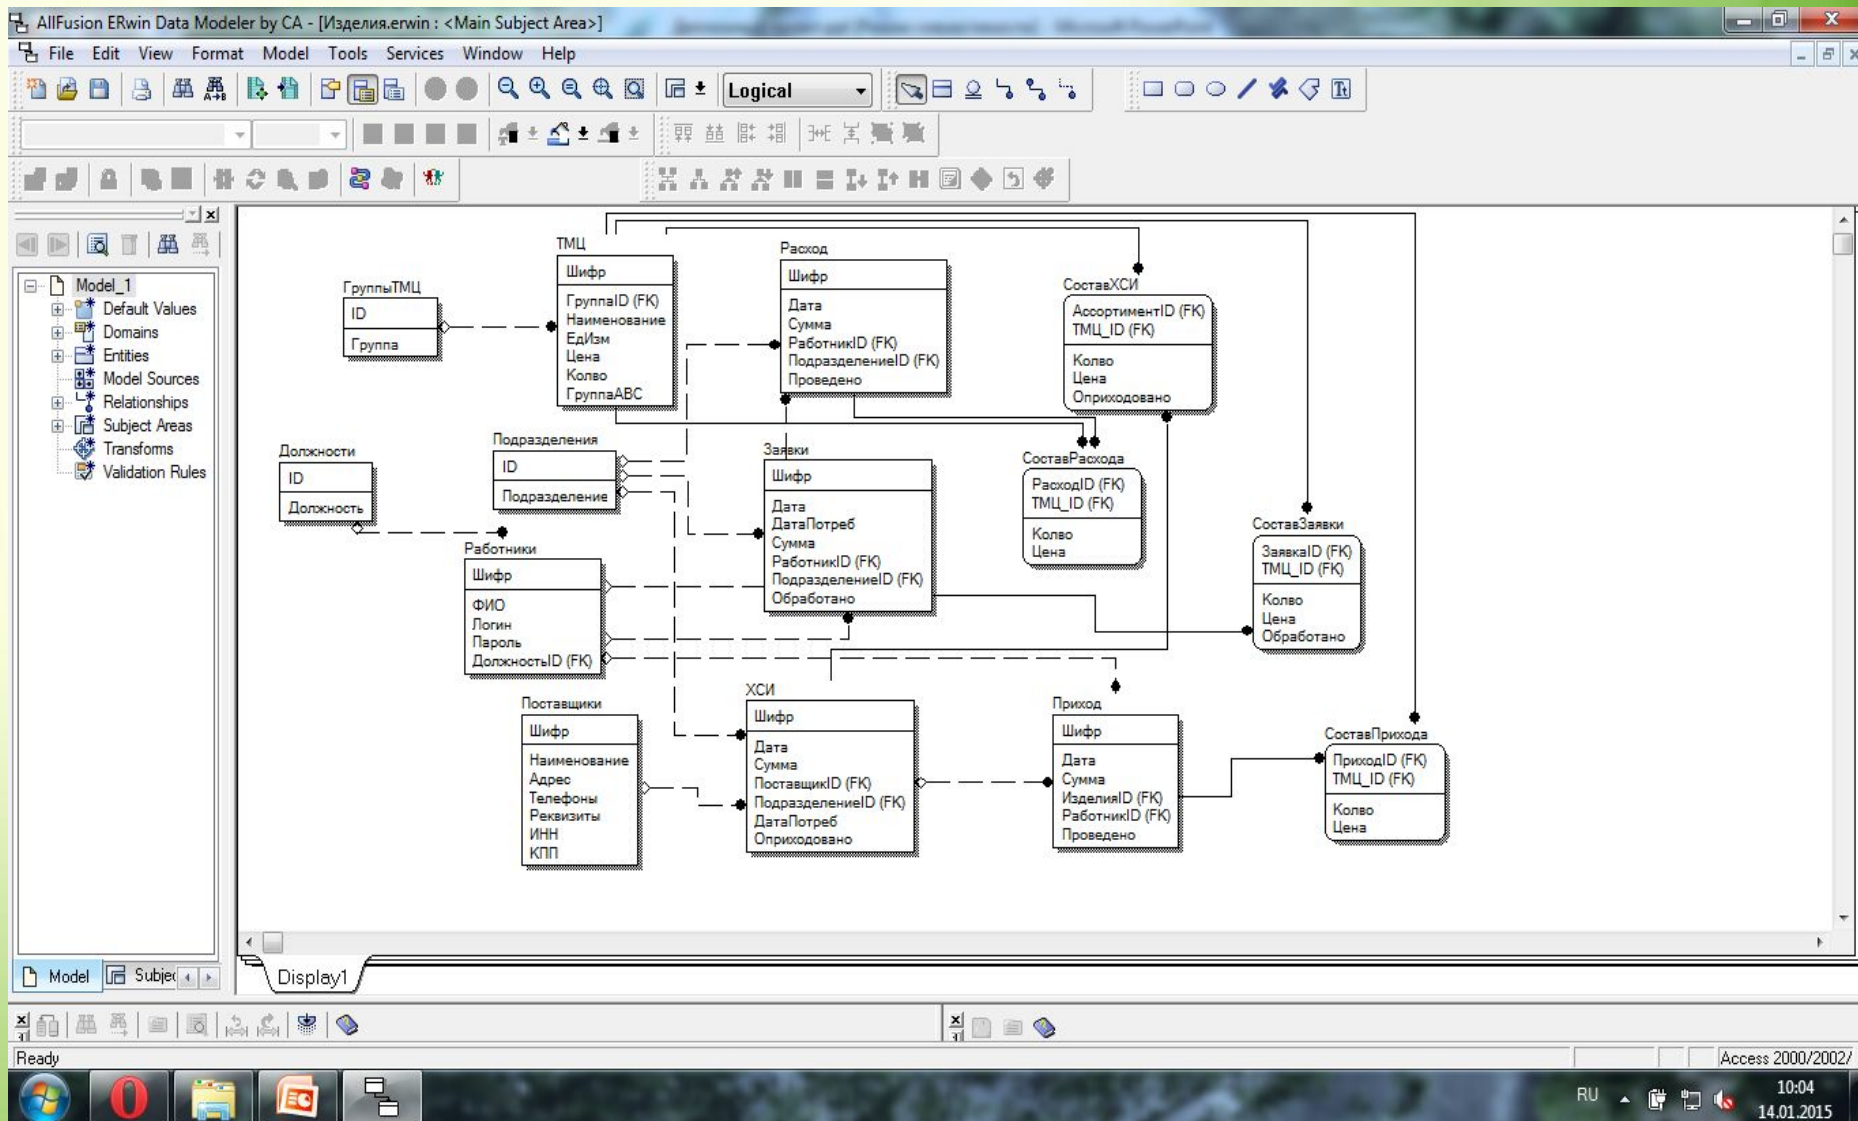 AllFusion ERwin Data Modeler by CA - [Изделия.erwin : <Main Subject Area>]
File Edit View Format Model Tools Services Window Help
Logical
Model_1
Default Values
Domains
Entities
Model Sources
Relationships
Subject Areas
Transforms
Validation Rules
ГруппыТМЦ
ID
Группа
ТМЦ
Шифр
ГруппаID (FK)
Наименование
ЕдИзм
Цена
Колво
ГруппаАВС
Расход
Шифр
Дата
Сумма
РаботникID (FK)
ПодразделениеID (FK)
Проведено
СоставХСИ
АссортиментID (FK)
ТМЦ_ID (FK)
Колво
Цена
Оприходовано
Должности
ID
Должность
Подразделения
ID
Подразделение
Заявки
Шифр
Дата
ДатаПотреб
Сумма
РаботникID (FK)
ПодразделениеID (FK)
Обработано
СоставРасхода
РасходID (FK)
ТМЦ_ID (FK)
Колво
Цена
СоставЗаявки
ЗаявкаID (FK)
ТМЦ_ID (FK)
Колво
Цена
Обработано
Работники
Шифр
ФИО
Логин
Пароль
ДолжностьID (FK)
Поставщики
Шифр
Наименование
Адрес
Телефоны
Реквизиты
ИНН
КПП
ХСИ
Шифр
Дата
Сумма
ПоставщикID (FK)
ПодразделениеID (FK)
ДатаПотреб
Оприходовано
Приход
Шифр
Дата
Сумма
ИзделияID (FK)
РаботникID (FK)
Проведено
СоставПрихода
ПриходID (FK)
ТМЦ_ID (FK)
Колво
Цена
Model Subjec
Display1
Ready
Access 2000/2002/
RU
10:04
14.01.2015